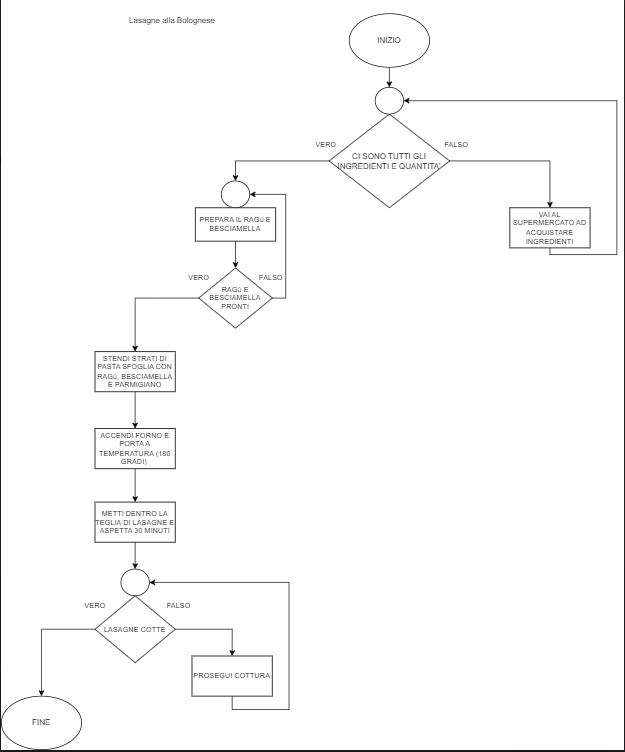 Lasagne alla Bolognese
INIZIO
VERO
FALSO
CI SONO TUTTI GLI
INGREDIENTI E QUANTITA'
VAI AL
SUPERMERCATO AD
ACQUISTARE
INGREDIENTI
PREPARA IL RAGù E
BESCIAMELLA
VERO
FALSO
RAGù E
BESCIAMELLA
PRONTI
STENDI STRATI DI
PASTA SFOGLIA CON
RAGù, BESCIAMELLA
E PARMIGIANO
ACCENDI FORNO E
PORTA A
TEMPERATURA (180
GRADI)
METTI DENTRO LA
TEGLIA DI LASAGNE E
ASPETTA 30 MINUTI
VERO
FALSO
LASAGNE COTTE
PROSEGUI COTTURA
FINE